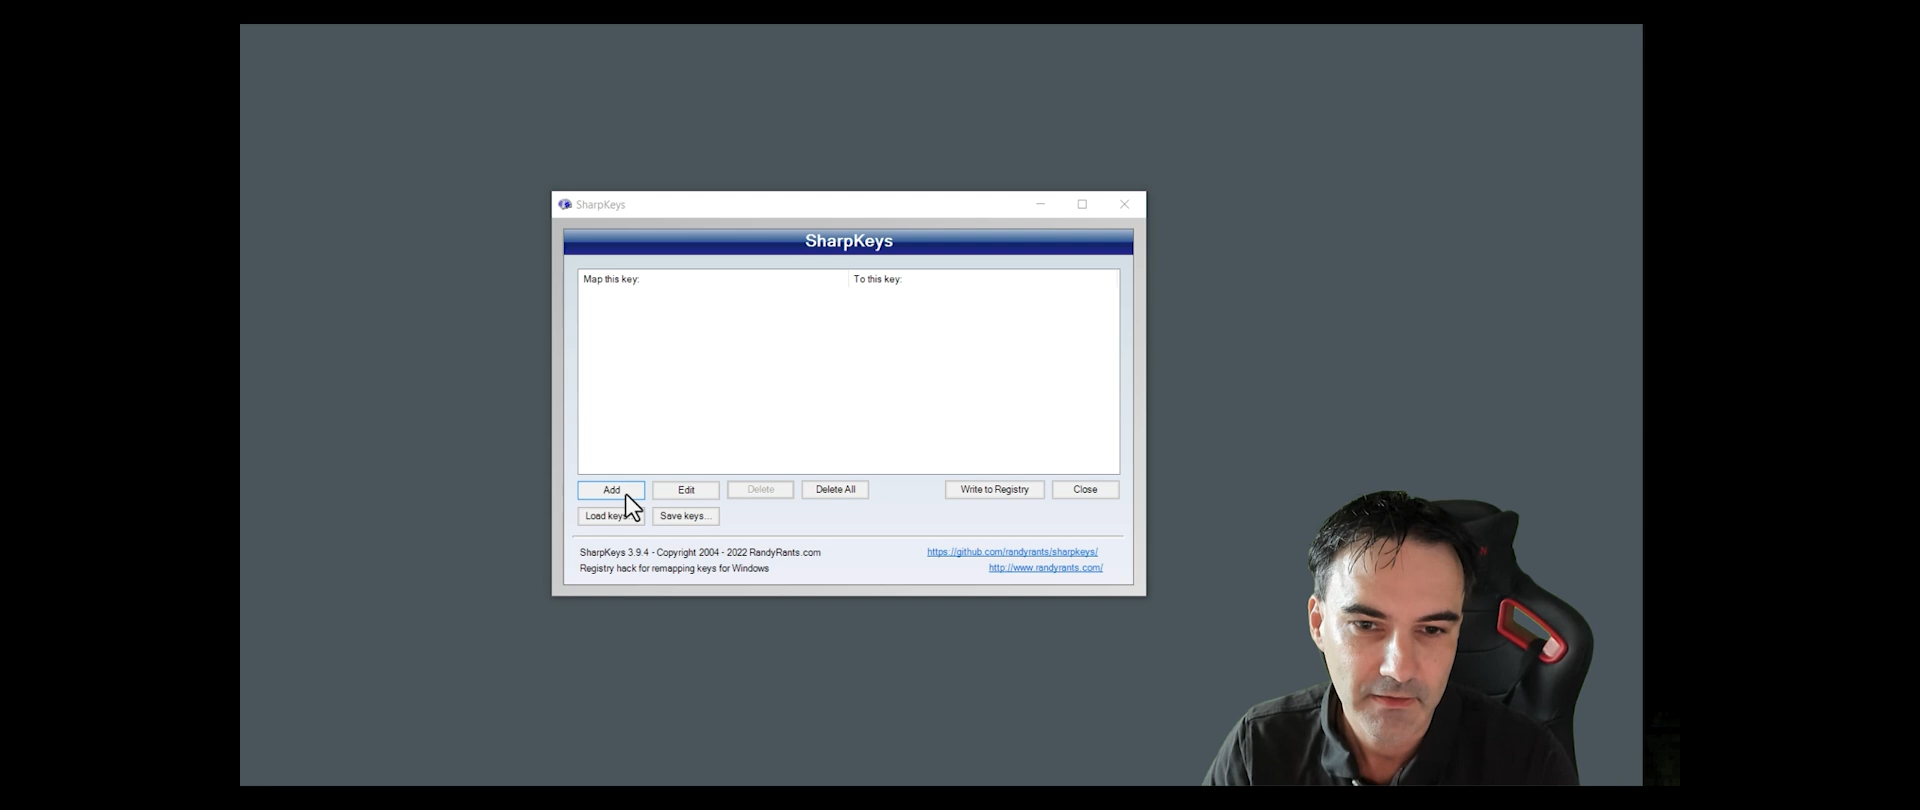 SharpKeys
SharpKeys
Map this key: To this key:
Add Edit Delete Delete All Write to Registry Close
Load keys Save keys...
SharpKeys 3.9.4 - Copyright 2004 - 2022 RandyRants.com https://github.com/randyrants/sharpkeys/
Registry hack for remapping keys for Windows http://www.randyrants.com/